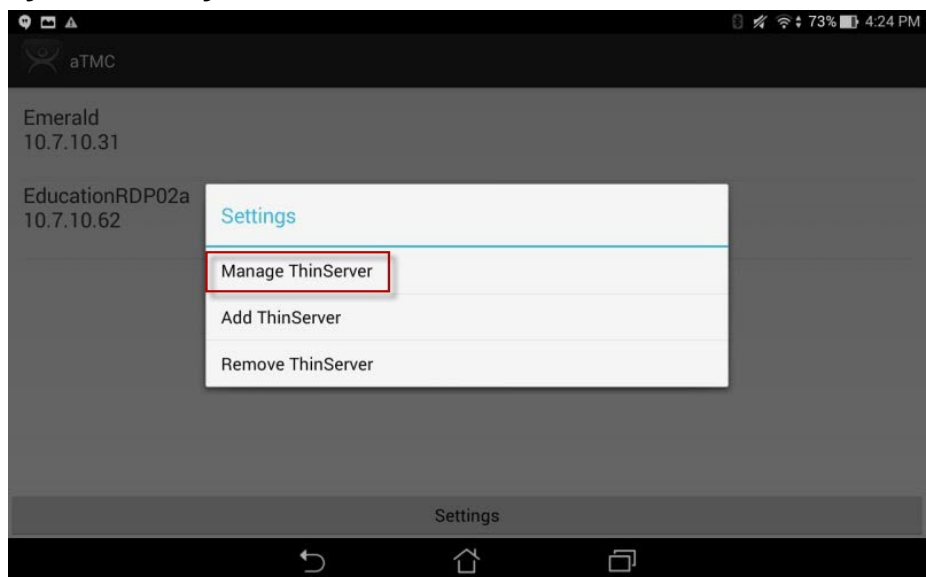 73% 4:24 PM
aTMC
Emerald
10.7.10.31
EducationRDP02a
10.7.10.62
Settings
Manage ThinServer
Add ThinServer
Remove ThinServer
Settings